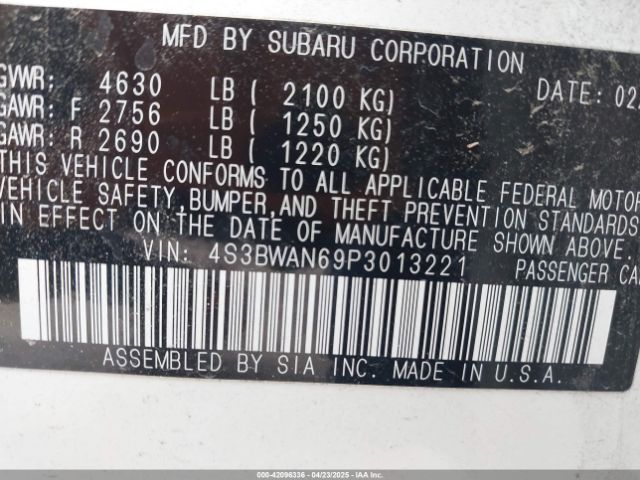 MFD BY SUBARU CORPORATION
GVWR: 4630 LB ( 2100 KG) DATE: 02
GAWR: F 2756 LB ( 1250 KG)
GAWR: R 2690 LB ( 1220 KG)
THIS VEHICLE CONFORMS TO ALL APPLICABLE FEDERAL MOTOR
VEHICLE SAFETY, BUMPER, AND THEFT PREVENTION STANDARDS
IN EFFECT ON THE DATE OF MANUFACTURE SHOWN ABOVE.
VIN: 4S3BWAN69P3013221 PASSENGER CA
ASSEMBLED BY SIA INC. MADE IN U.S.A.
000-42096336 - 04/23/2025 - IAAI.COM